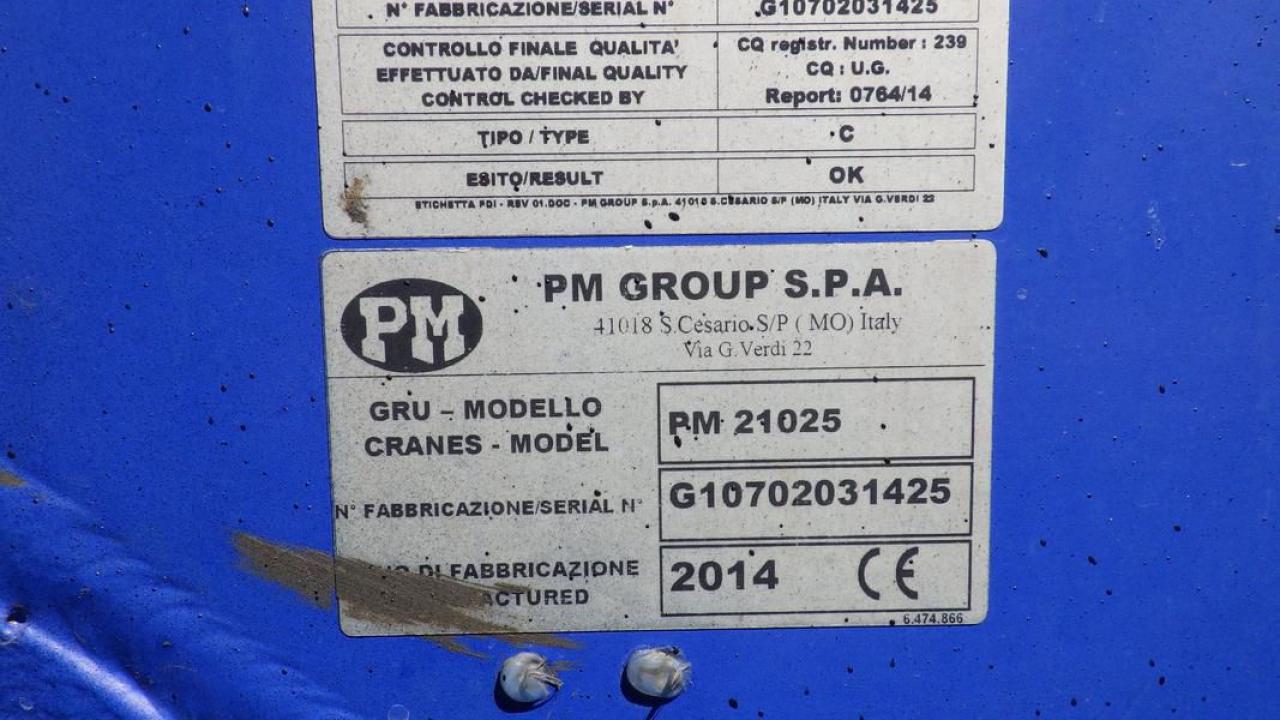 N° FABBRICAZIONE/SERIAL N° G10702031425
CONTROLLO FINALE QUALITA' CQ registr. Number : 239
EFFETTUATO DA/FINAL QUALITY CQ : U.G.
CONTROL CHECKED BY Report: 0764/14
TIPO / TYPE C
ESITO/RESULT OK
ETICHETTA PDI - REV 01.DOC - PM GROUP S.p.A. 41018 S.CESARIO S/P (MO) ITALY VIA G.VERDI 22
PM
PM GROUP S.P.A.
41018 S.Cesario S/P ( MO) Italy
Via G.Verdi 22
GRU – MODELLO
CRANES - MODEL
PM 21025
N° FABBRICAZIONE/SERIAL N° G10702031425
DI FABBRICAZIONE
2014 CE
6.474.866